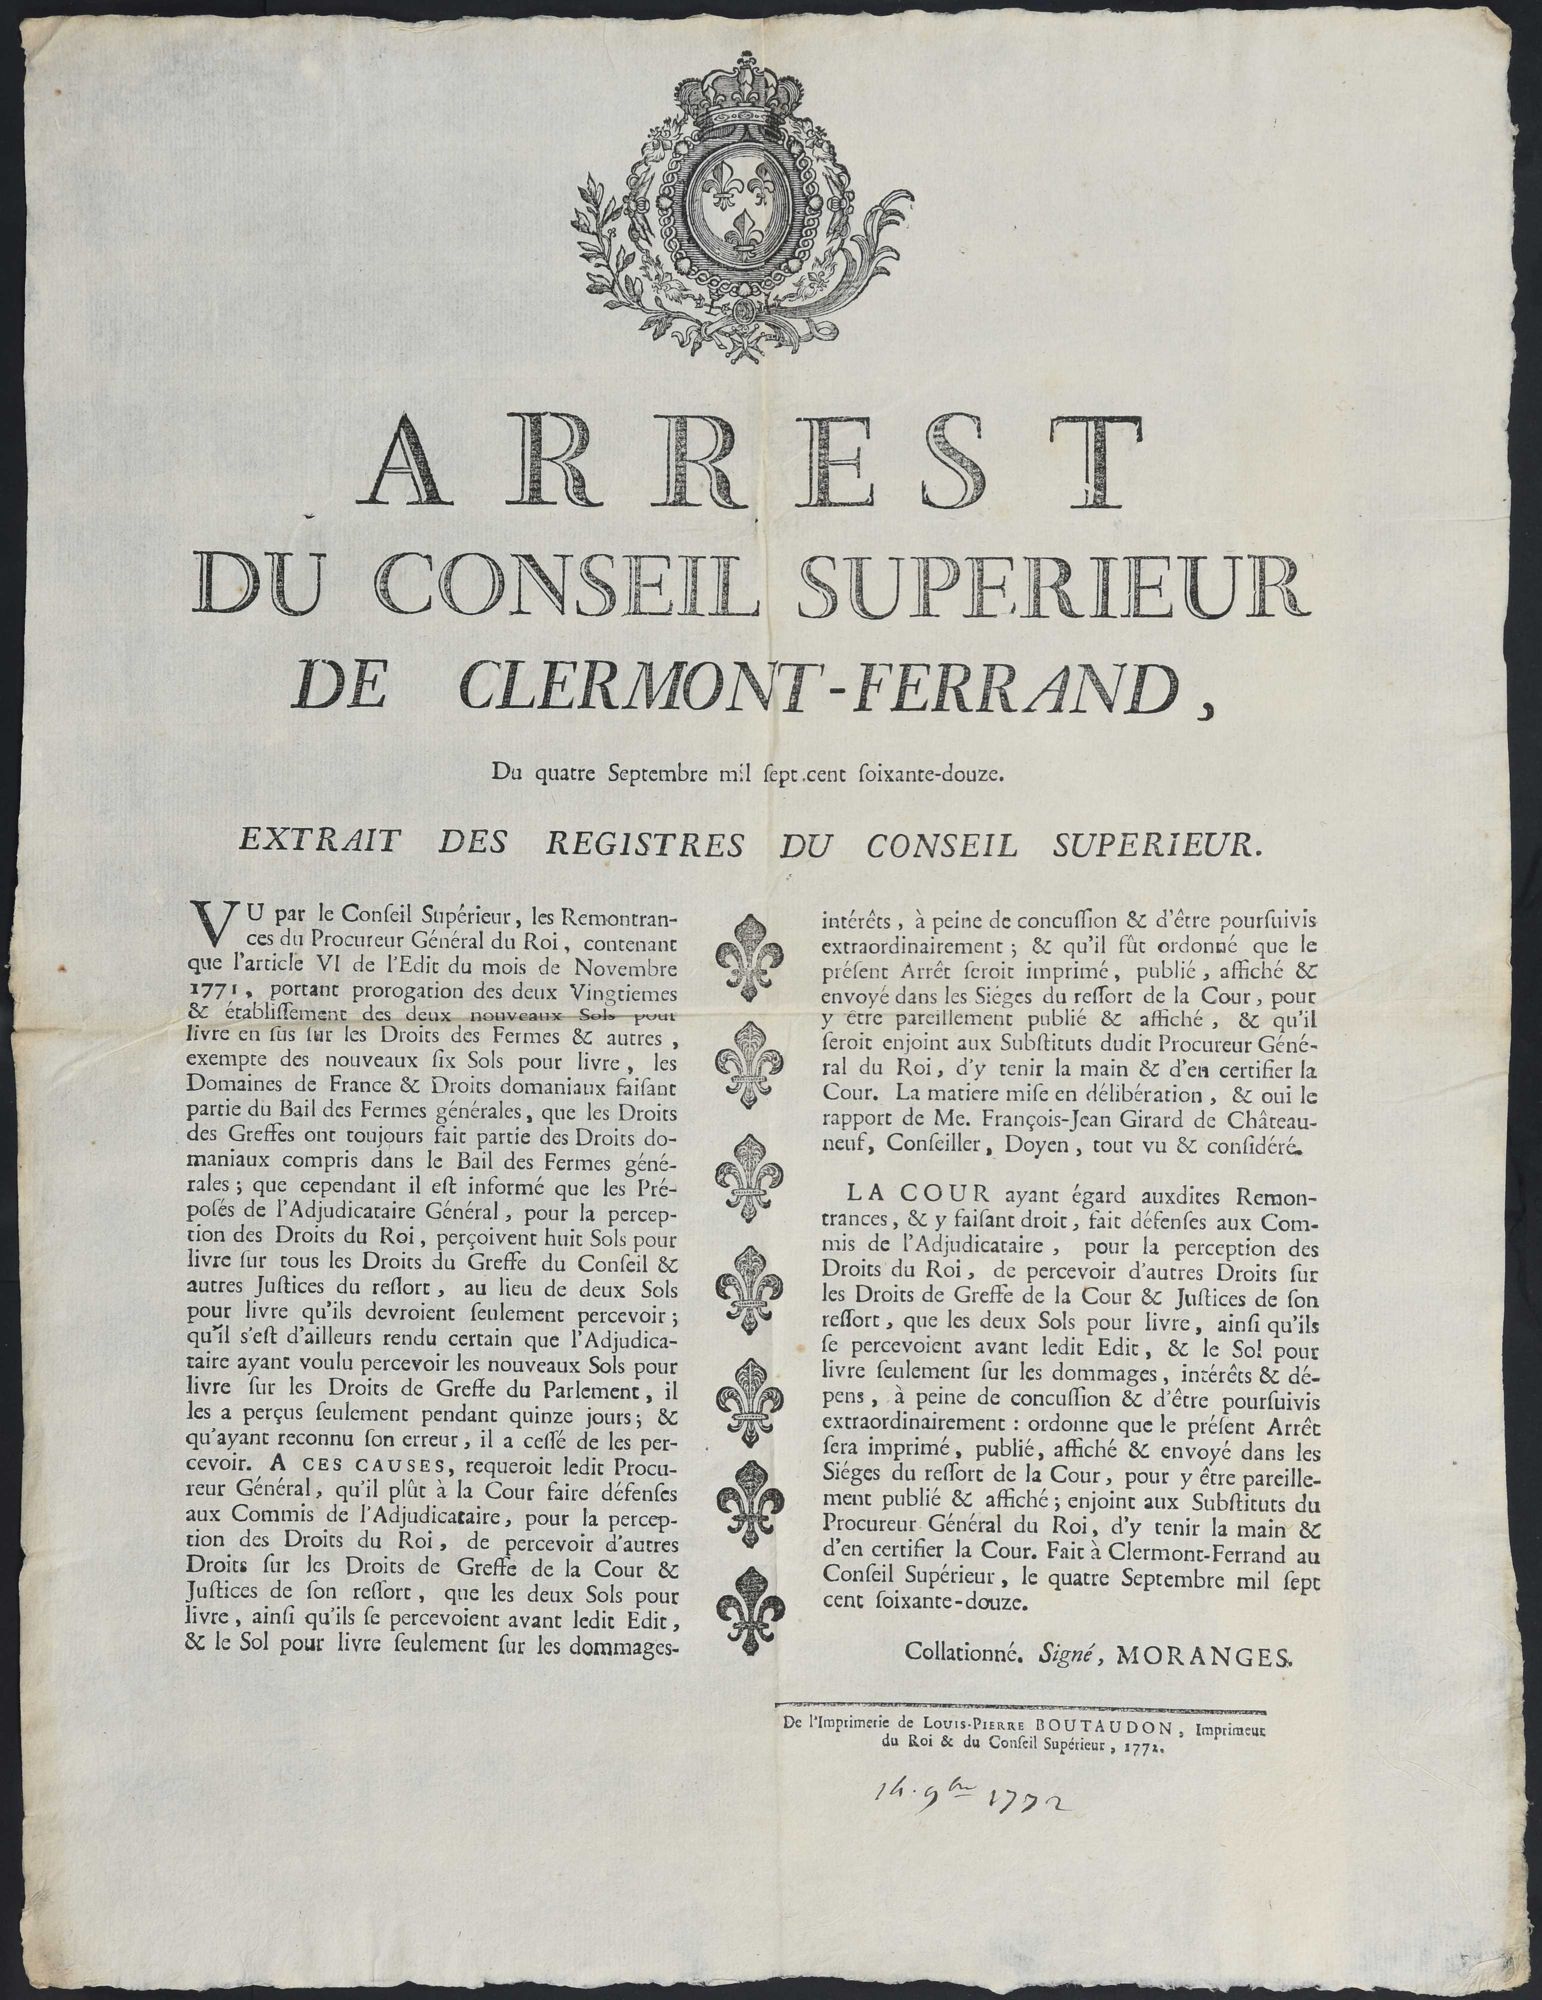 ARREST
DU CONSEIL SUPERIEUR
DE CLERMONT-FERRAND,
Du quatre Septembre mil ſept cent ſoixante-douze.
EXTRAIT DES REGISTRES DU CONSEIL SUPERIEUR.
VU par le Conſeil Supérieur, les Remontran-
ces du Procureur Général du Roi, contenant
que l'article VI de l'Edit du mois de Novembre
1771, portant prorogation des deux Vingtiemes
& établiſſement des deux nouveaux Sols pour
livre en ſus ſur les Droits des Fermes & autres,
exempte des nouveaux ſix Sols pour livre, les
Domaines de France & Droits domaniaux faiſant
partie du Bail des Fermes générales, que les Droits
des Greffes ont toujours fait partie des Droits do-
maniaux compris dans le Bail des Fermes géné-
rales; que cependant il eſt informé que les Pré-
poſés de l'Adjudicataire Général, pour la percep-
tion des Droits du Roi, perçoivent huit Sols pour
livre ſur tous les Droits du Greffe du Conſeil &
autres Juſtices du reſſort, au lieu de deux Sols
pour livre qu'ils devroient ſeulement percevoir;
qu'il s'eſt d'ailleurs rendu certain que l'Adjudica-
taire ayant voulu percevoir les nouveaux Sols pour
livre ſur les Droits de Greffe du Parlement, il
les a perçus ſeulement pendant quinze jours; &
qu'ayant reconnu ſon erreur, il a ceſſé de les per-
cevoir. A CES CAUSES, requeroit ledit Procu-
reur Général, qu'il plût à la Cour faire défenſes
aux Commis de l'Adjudicataire, pour la percep-
tion des Droits du Roi, de percevoir d'autres
Droits ſur les Droits de Greffe de la Cour &
Juſtices de ſon reſſort, que les deux Sols pour
livre, ainſi qu'ils ſe percevoient avant ledit Edit,
& le Sol pour livre ſeulement ſur les dommages-
intérêts, à peine de concuſſion & d'être pourſuivis
extraordinairement; & qu'il fût ordonné que le
préſent Arrêt ſeroit imprimé, publié, affiché &
envoyé dans les Siéges du reſſort de la Cour, pour
y être pareillement publié & affiché, & qu'il
ſeroit enjoint aux Subſtituts dudit Procureur Géné-
ral du Roi, d'y tenir la main & d'en certifier la
Cour. La matiere miſe en délibération, & oui le
rapport de Me. François-Jean Girard de Château-
neuf, Conſeiller, Doyen, tout vu & conſidéré.
LA COUR ayant égard auxdites Remon-
trances, & y faiſant droit, fait défenſes aux Com-
mis de l'Adjudicataire, pour la perception des
Droits du Roi, de percevoir d'autres Droits ſur
les Droits de Greffe de la Cour & Juſtices de ſon
reſſort, que les deux Sols pour livre, ainſi qu'ils
ſe percevoient avant ledit Edit, & le Sol pour
livre ſeulement ſur les dommages, intérêts & dé-
pens, à peine de concuſſion & d'être pourſuivis
extraordinairement: ordonne que le préſent Arrêt
ſera imprimé, publié, affiché & envoyé dans les
Siéges du reſſort de la Cour, pour y être pareille-
ment publié & affiché; enjoint aux Subſtituts du
Procureur Général du Roi, d'y tenir la main &
d'en certifier la Cour. Fait à Clermont-Ferrand au
Conſeil Supérieur, le quatre Septembre mil ſept
cent ſoixante-douze.
Collationné. Signé, MORANGES.
De l'Imprimerie de LOUIS-PIERRE BOUTAUDON, Imprimeur
du Roi & du Conſeil Supérieur, 1772.
14. 9bre 1772